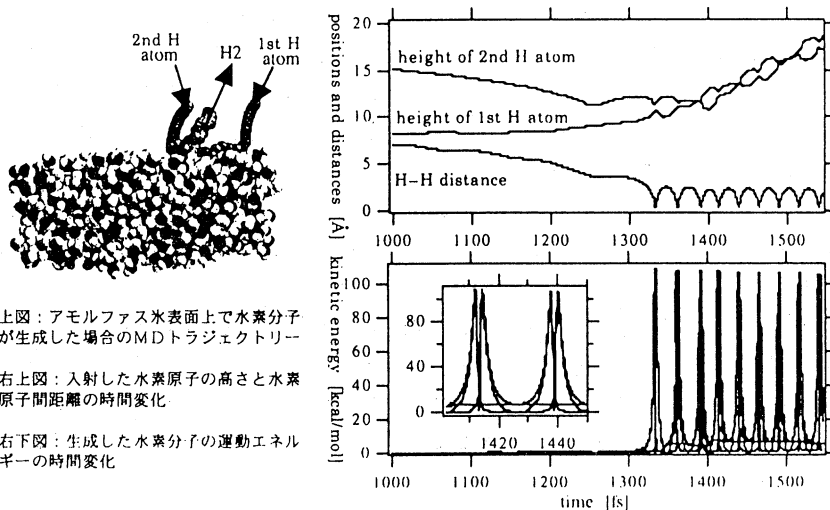 2nd H
atom
H2
1st H
atom
上図：アモルファス氷表面上で水素分子
が生成した場合のMDトラジェクトリー
右上図：入射した水素原子の高さと水素
原子間距離の時間変化
右下図：生成した水素分子の運動エネル
ギーの時間変化
positions and distances [Å]
20
15
10
5
0
height of 2nd H atom
height of 1st H atom
H-H distance
1000
1100
1200
1300
1400
1500
kinetic energy [kcal/mol]
100
80
60
40
20
0
80
40
0
1420
1440
1000
1100
1200
1300
1400
1500
time [fs]